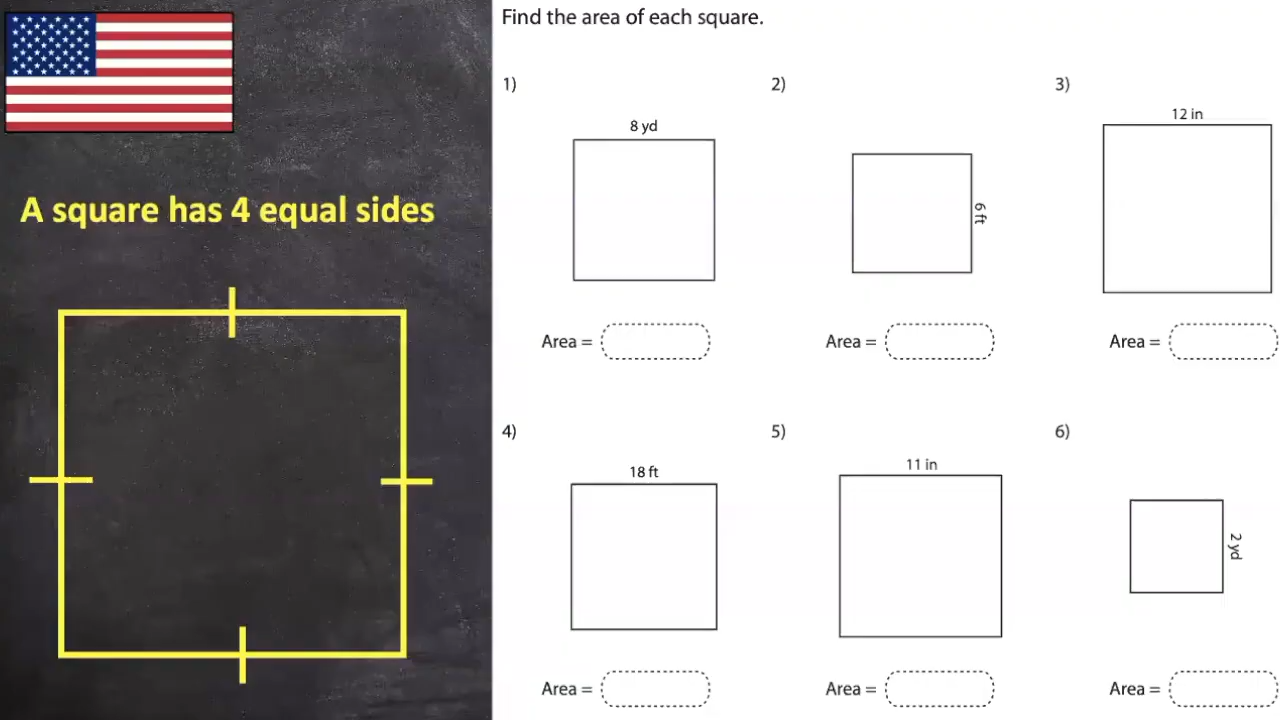 A square has 4 equal sides
Find the area of each square.
1)
8 yd
Area =
2)
6 ft
Area =
3)
12 in
Area =
4)
18 ft
Area =
5)
11 in
Area =
6)
2 yd
Area =